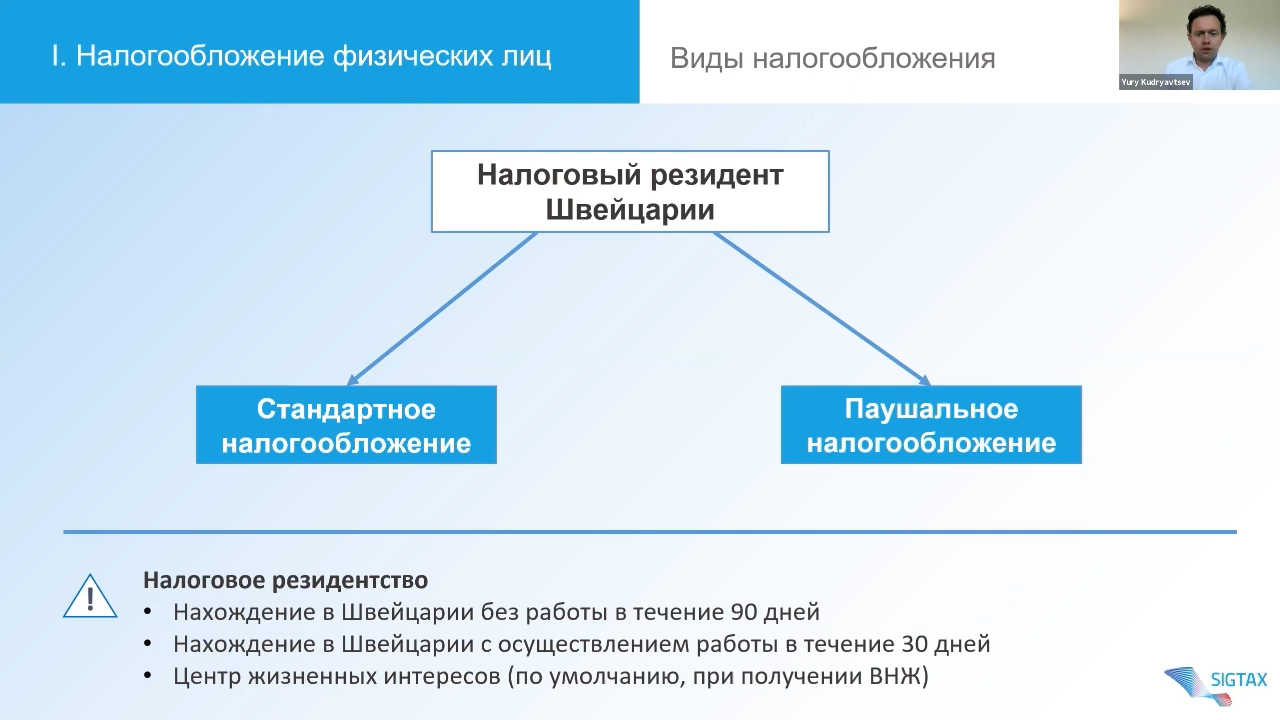 I. Налогообложение физических лиц
Виды налогообложения
Yury Kudryavtsev
Налоговый резидент
Швейцарии
Стандартное
налогообложение
Паушальное
налогообложение
!
Налоговое резидентство
• Нахождение в Швейцарии без работы в течение 90 дней
• Нахождение в Швейцарии с осуществлением работы в течение 30 дней
• Центр жизненных интересов (по умолчанию, при получении ВНЖ)
SIGTAX